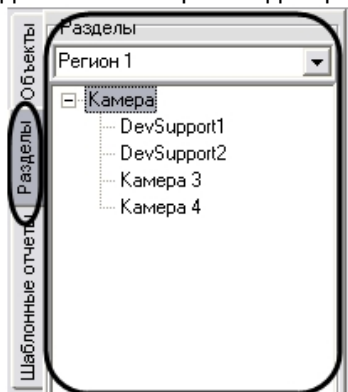 Объекты
Разделы
Шаблонные отчеты
Разделы
Регион 1
Камера
DevSupport1
DevSupport2
Камера 3
Камера 4